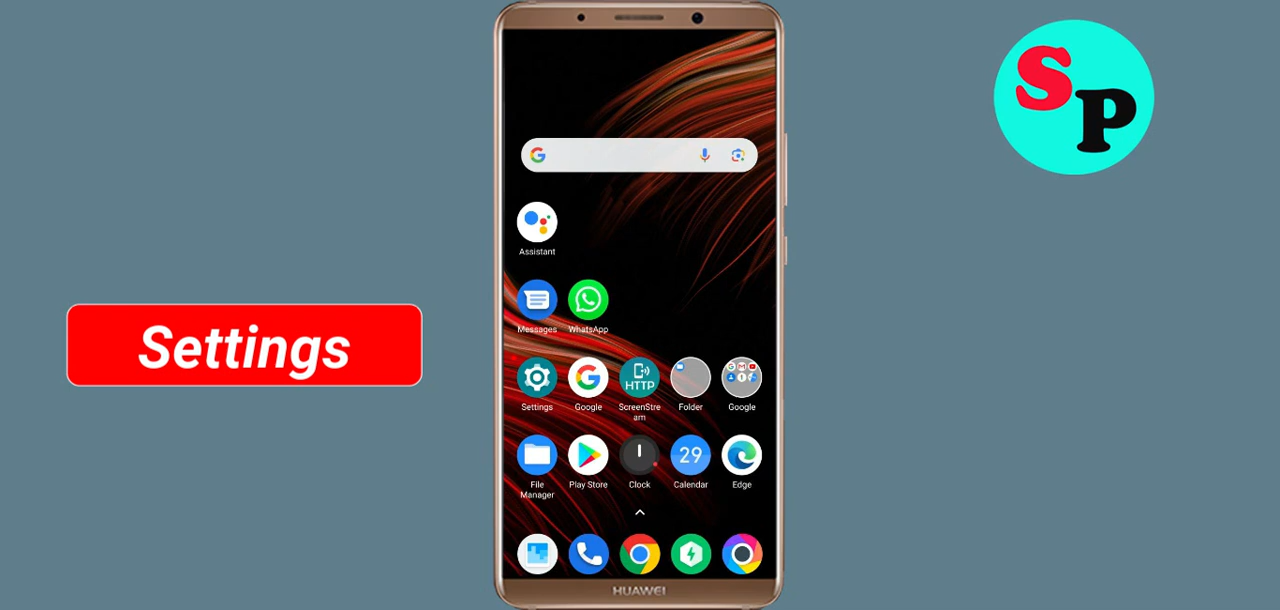 S
P
Assistant
Messages WhatsApp
HTTP
Settings Google ScreenStre
am Folder Google
29
File
Manager Play Store Clock Calendar Edge
HUAWEI
Settings